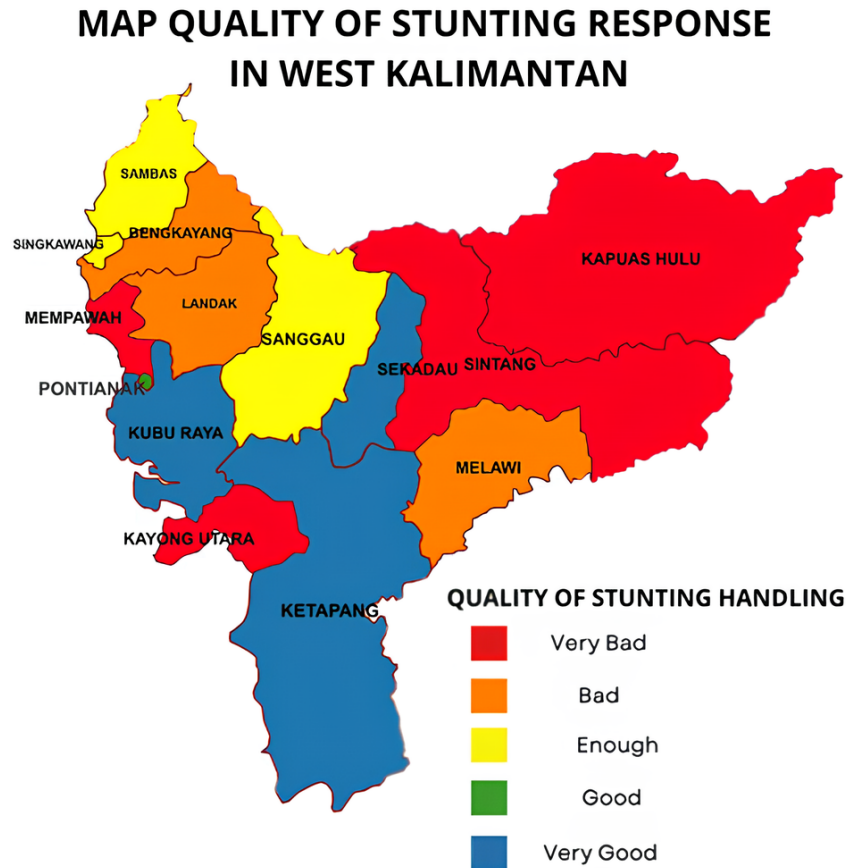 MAP QUALITY OF STUNTING RESPONSE
IN WEST KALIMANTAN
SAMBAS
BENGKAYANG
SINGKAWANG
KAPUAS HULU
LANDAK
MEMPAWAH
SANGGAU
SEKADAU
SINTANG
PONTIANAK
KUBU RAYA
MELAWI
KAYONG UTARA
KETAPANG
QUALITY OF STUNTING HANDLING
Very Bad
Bad
Enough
Good
Very Good